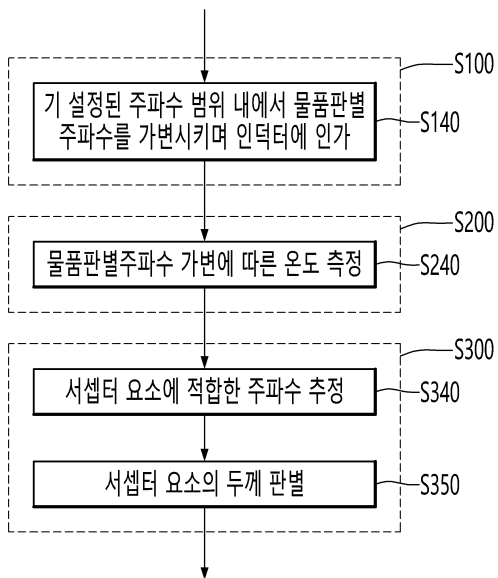 S100
기 설정된 주파수 범위 내에서 물품판별
주파수를 가변시키며 인덕터에 인가
S140
S200
물품판별주파수 가변에 따른 온도 측정
S240
S300
서셉터 요소에 적합한 주파수 추정
S340
서셉터 요소의 두께 판별
S350